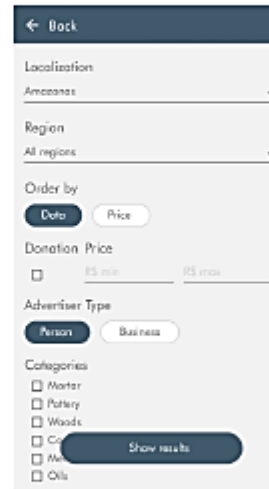 ← Back
Localization
Amazonas
Region
All regions
Order by
Data Price
Donation Price
R$ min R$ max
Advertiser Type
Person Business
Categories
Mortar
Pottery
Woods
Show results
Oils